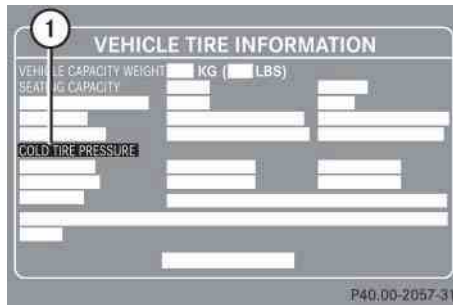 1
VEHICLE TIRE INFORMATION
VEHICLE CAPACITY WEIGHT KG ( LBS)
SEATING CAPACITY
COLD TIRE PRESSURE
P40.00-2057-31